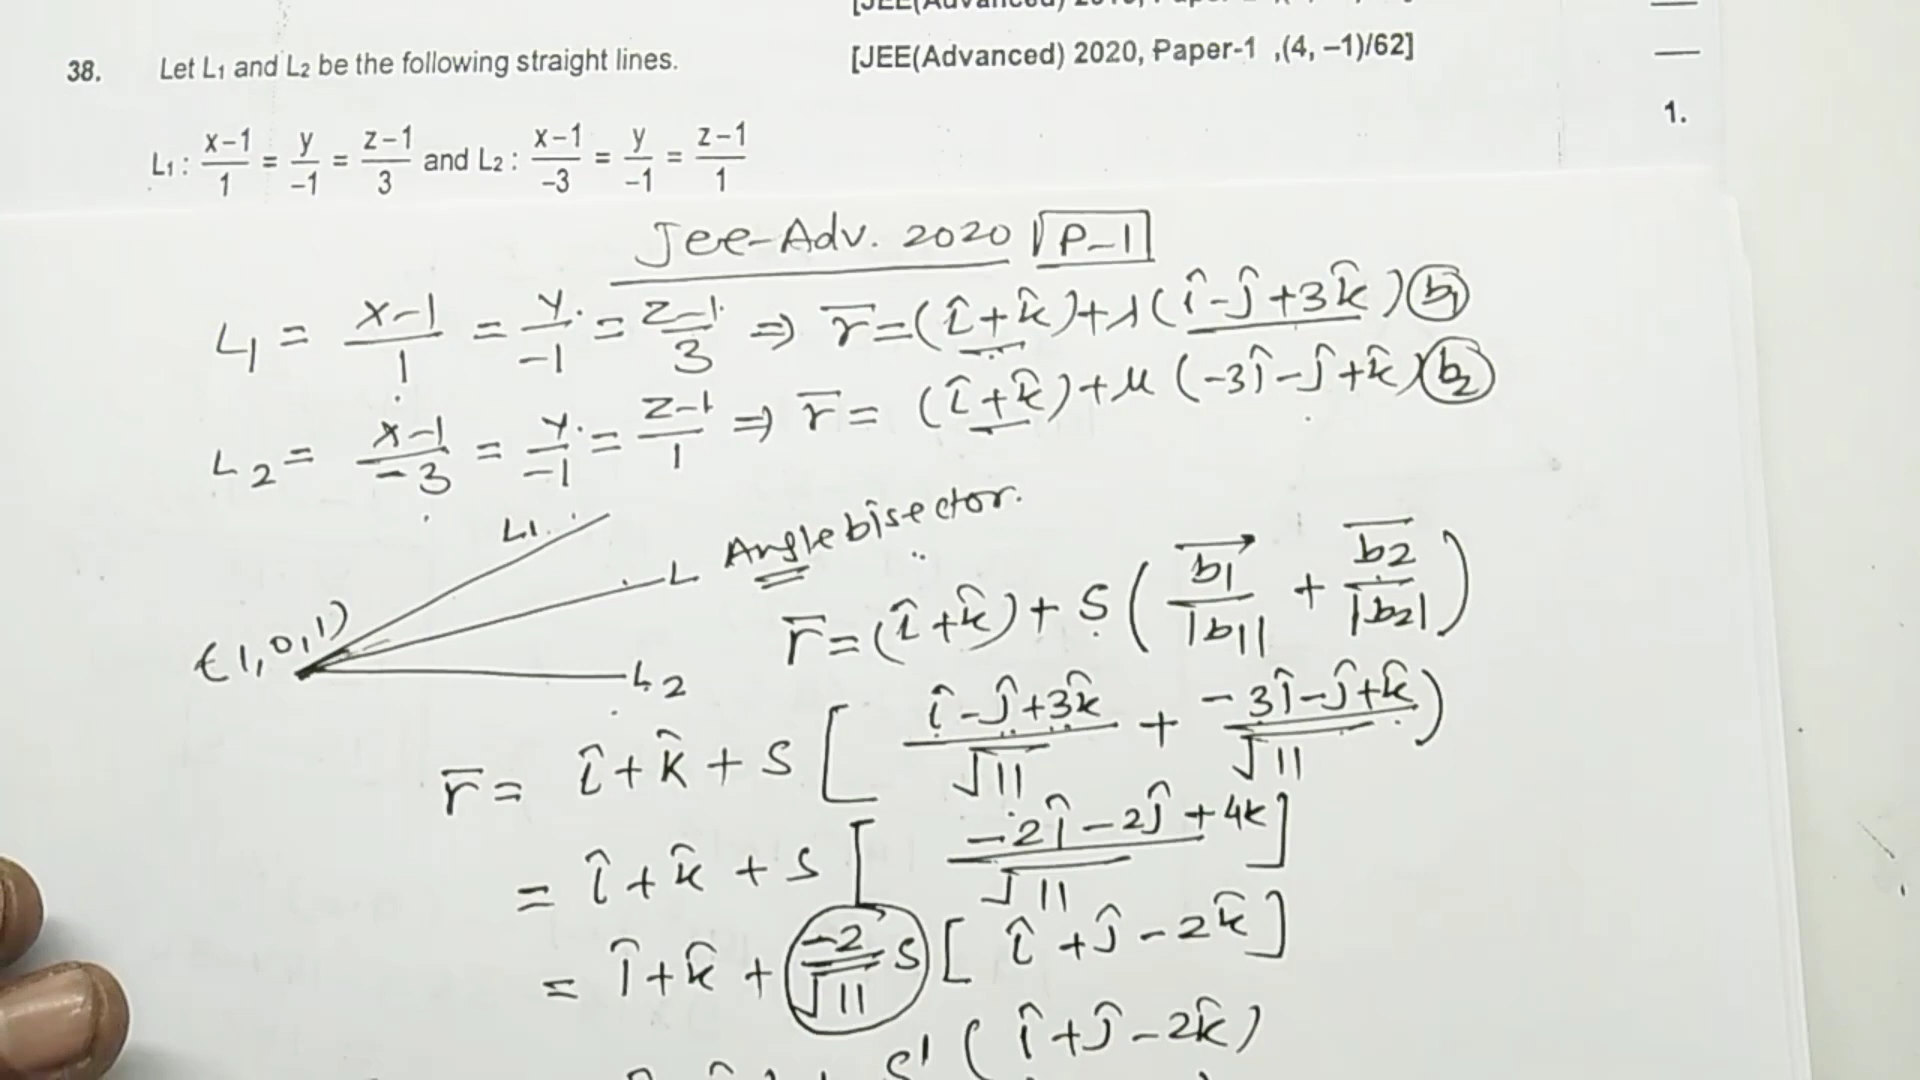 38. Let L₁ and L₂ be the following straight lines. [JEE(Advanced) 2020, Paper-1 ,(4, –1)/62]
1.
L₁ : (x–1)/1 = y/–1 = (z–1)/3 and L₂ : (x–1)/–3 = y/–1 = (z–1)/1
Jee-Adv. 2020 P-1
L₁ = (x-1)/1 = y/-1 = (z-1)/3 ⇒ r̄ = (î+k̂)+λ(î-ĵ+3k̂) b₁
L₂ = (x-1)/-3 = y/-1 = (z-1)/1 ⇒ r̄ = (î+k̂)+μ(-3î-ĵ+k̂) b₂
L₁
L Angle bisector.
(1,0,1)
L₂
r̄=(î+k̂)+S(b₁/|b₁| + b₂/|b₂|)
r̄= î+k̂+S[(î-ĵ+3k̂)/√11 + (-3î-ĵ+k̂)/√11)
= î+k̂+S[(-2î-2ĵ+4k)/√11]
= î+k̂+(-2/√11 S)[î+ĵ-2k̂]
S'(î+ĵ-2k̂)